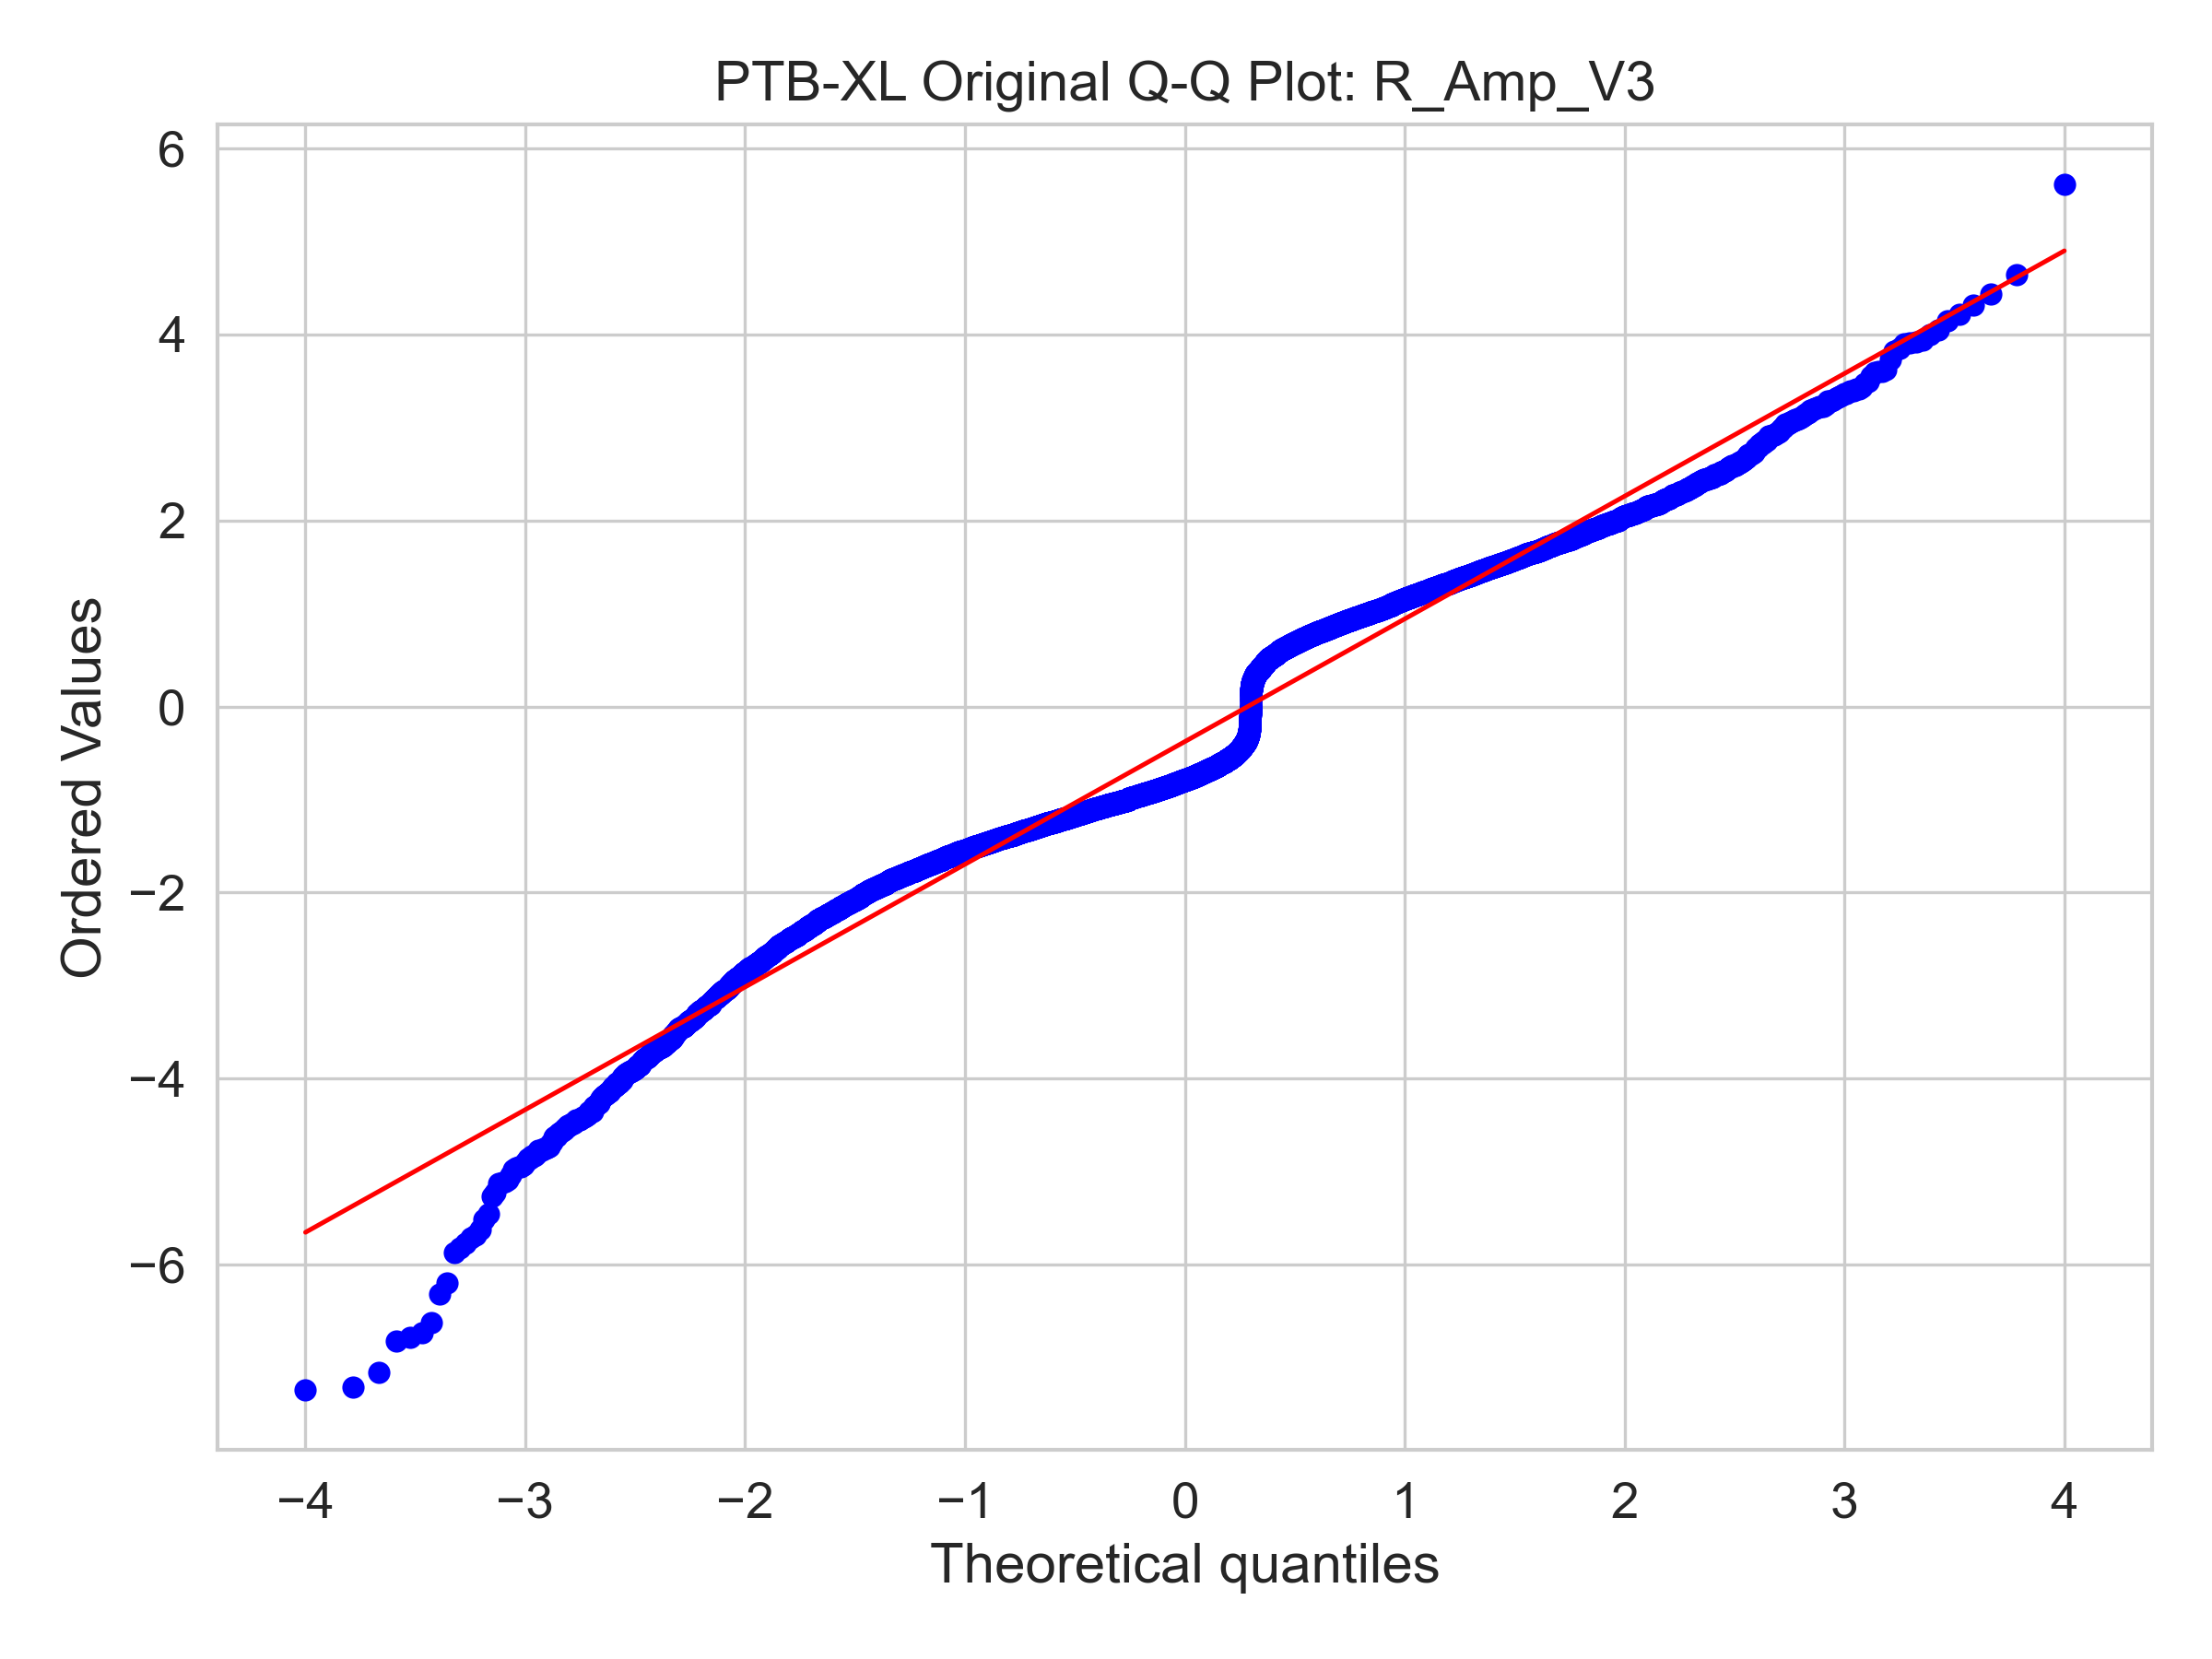 PTB-XL Original Q-Q Plot: R_Amp_V3
6
4
2
0
−2
−4
−6
Ordered Values
−4 −3 −2 −1 0 1 2 3 4
Theoretical quantiles